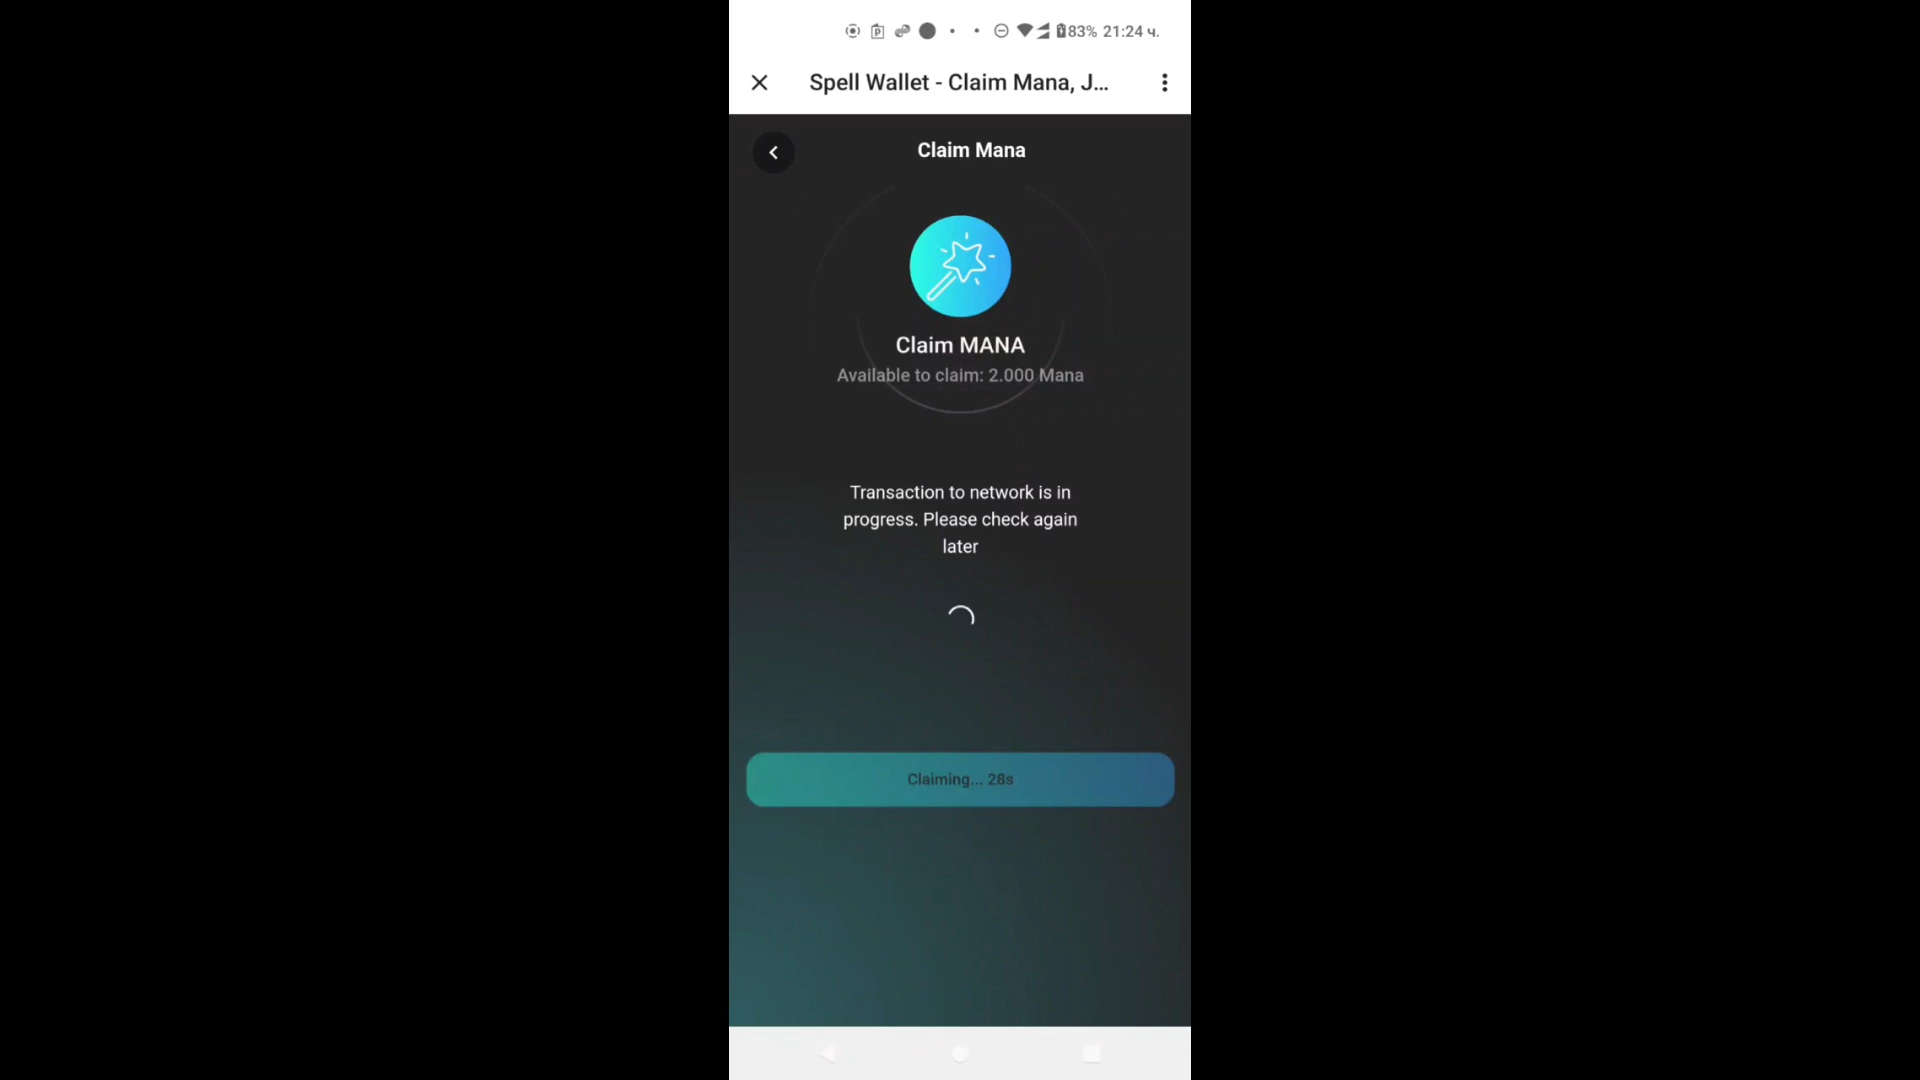 83% 21:24 ч.
Spell Wallet - Claim Mana, J...
Claim Mana
Claim MANA
Available to claim: 2.000 Mana
Transaction to network is in
progress. Please check again
later
Claiming... 28s